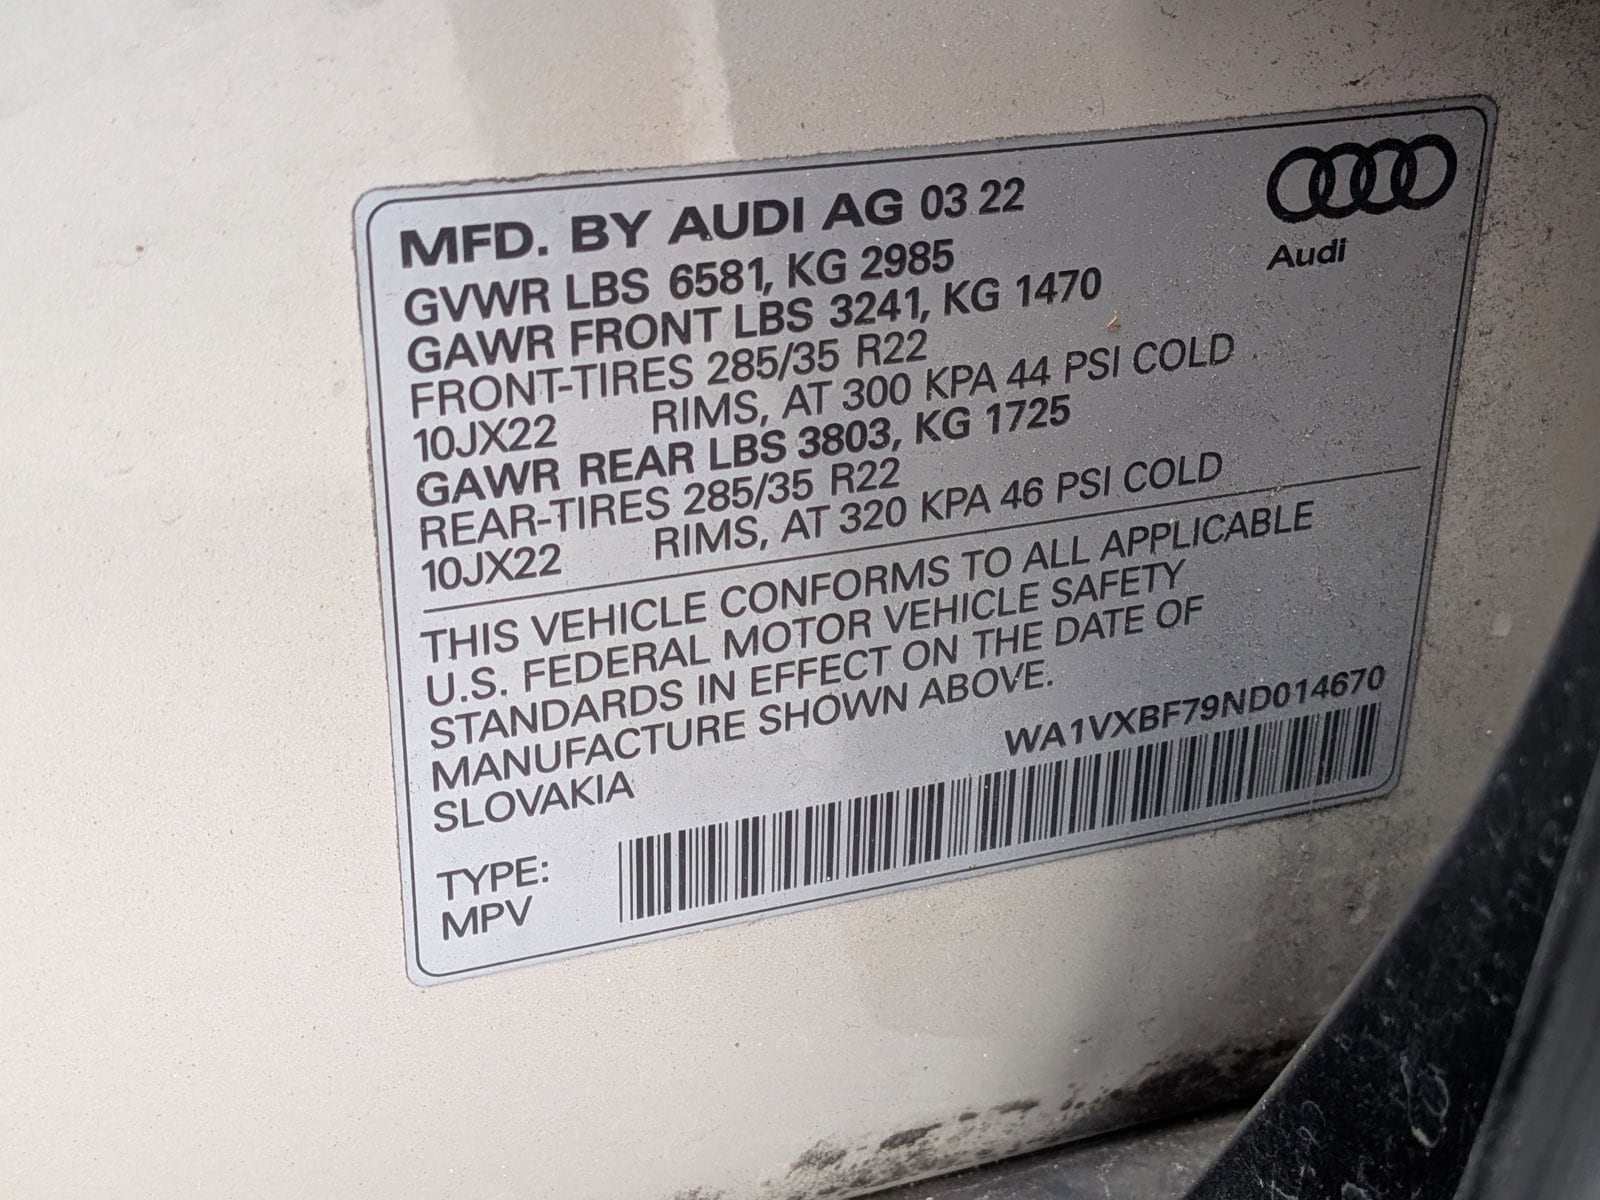 MFD. BY AUDI AG 03 22
Audi
GVWR LBS 6581, KG 2985
GAWR FRONT LBS 3241, KG 1470
FRONT-TIRES 285/35 R22
10JX22 RIMS, AT 300 KPA 44 PSI COLD
GAWR REAR LBS 3803, KG 1725
REAR-TIRES 285/35 R22
10JX22 RIMS, AT 320 KPA 46 PSI COLD
THIS VEHICLE CONFORMS TO ALL APPLICABLE
U.S. FEDERAL MOTOR VEHICLE SAFETY
STANDARDS IN EFFECT ON THE DATE OF
MANUFACTURE SHOWN ABOVE.
SLOVAKIA
WA1VXBF79ND014670
TYPE:
MPV